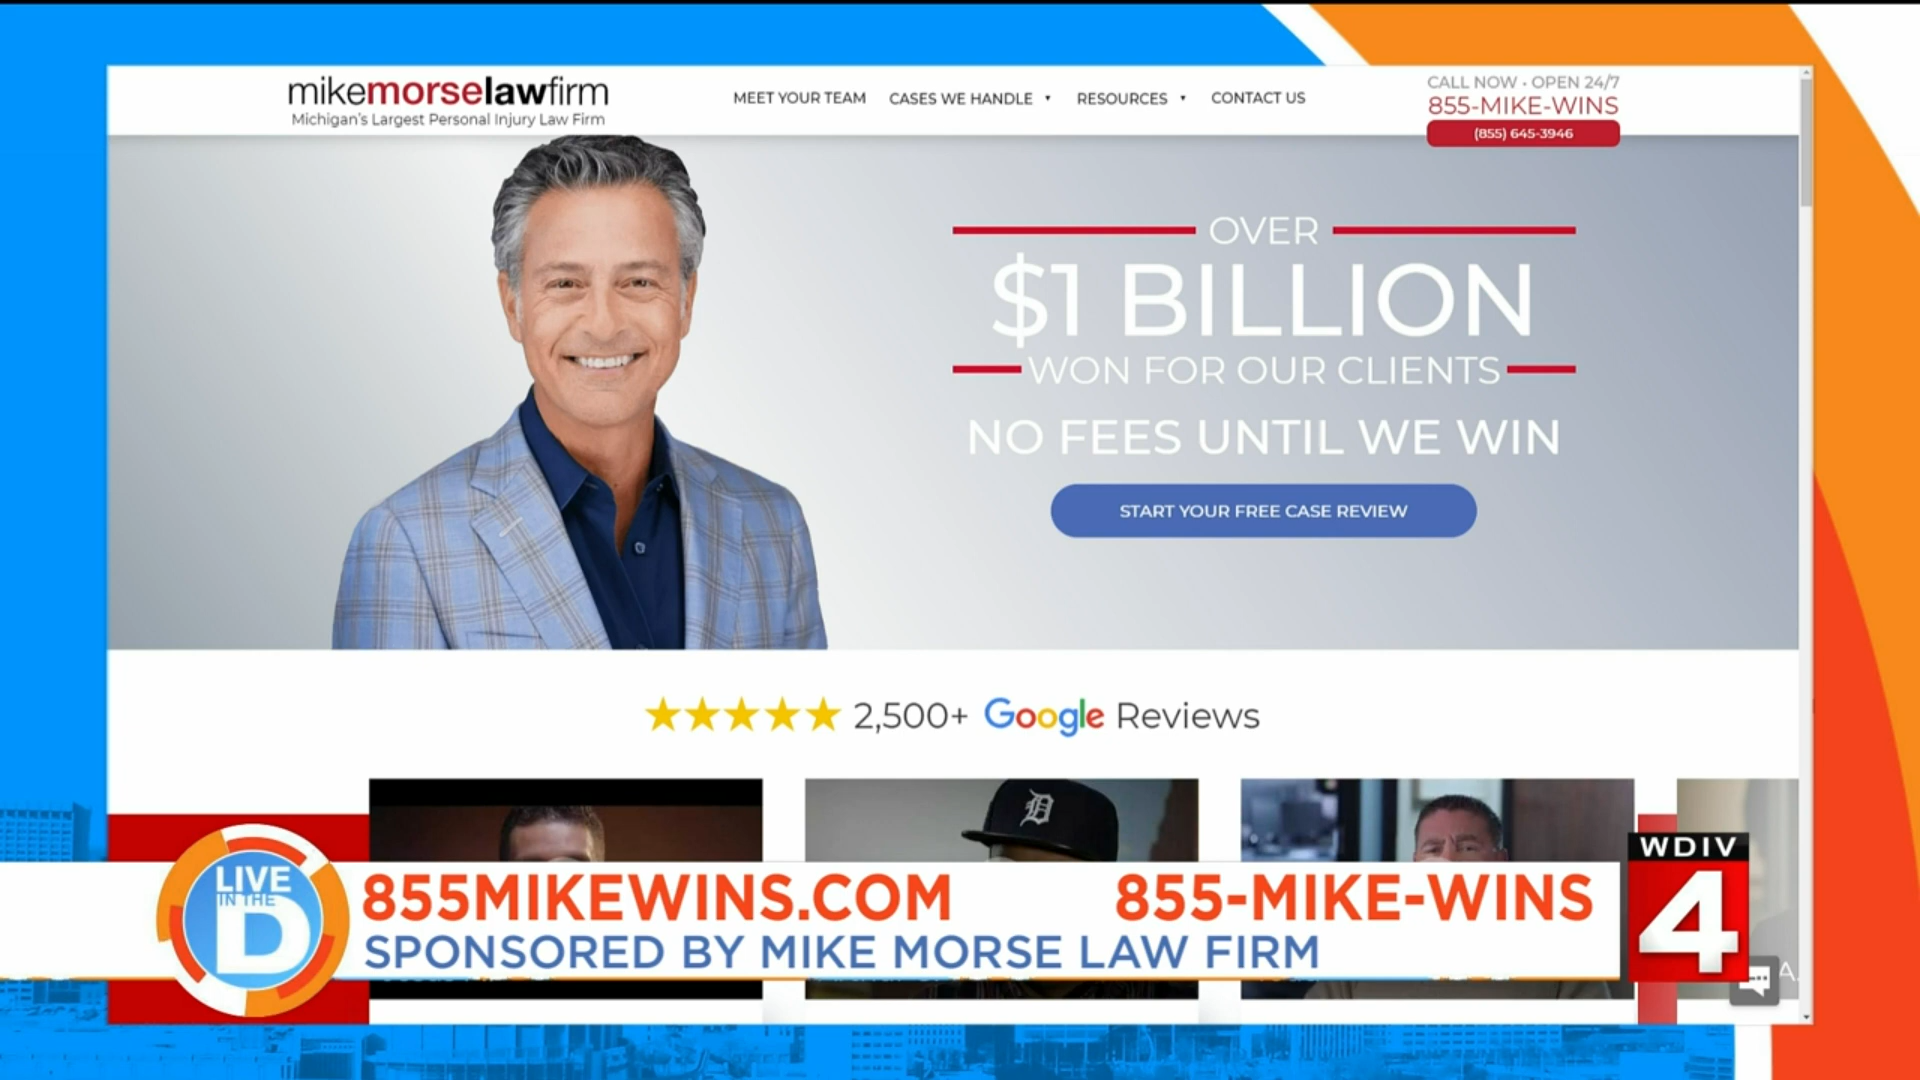 mikemorselawfirm
Michigan's Largest Personal Injury Law Firm
MEET YOUR TEAM CASES WE HANDLE RESOURCES CONTACT US
CALL NOW • OPEN 24/7
855-MIKE-WINS
(855) 645-3946
OVER
$1 BILLION
WON FOR OUR CLIENTS
NO FEES UNTIL WE WIN
START YOUR FREE CASE REVIEW
2,500+ Google Reviews
D
LIVE
IN THE
D
855MIKEWINS.COM 855-MIKE-WINS
SPONSORED BY MIKE MORSE LAW FIRM
WDIV
4